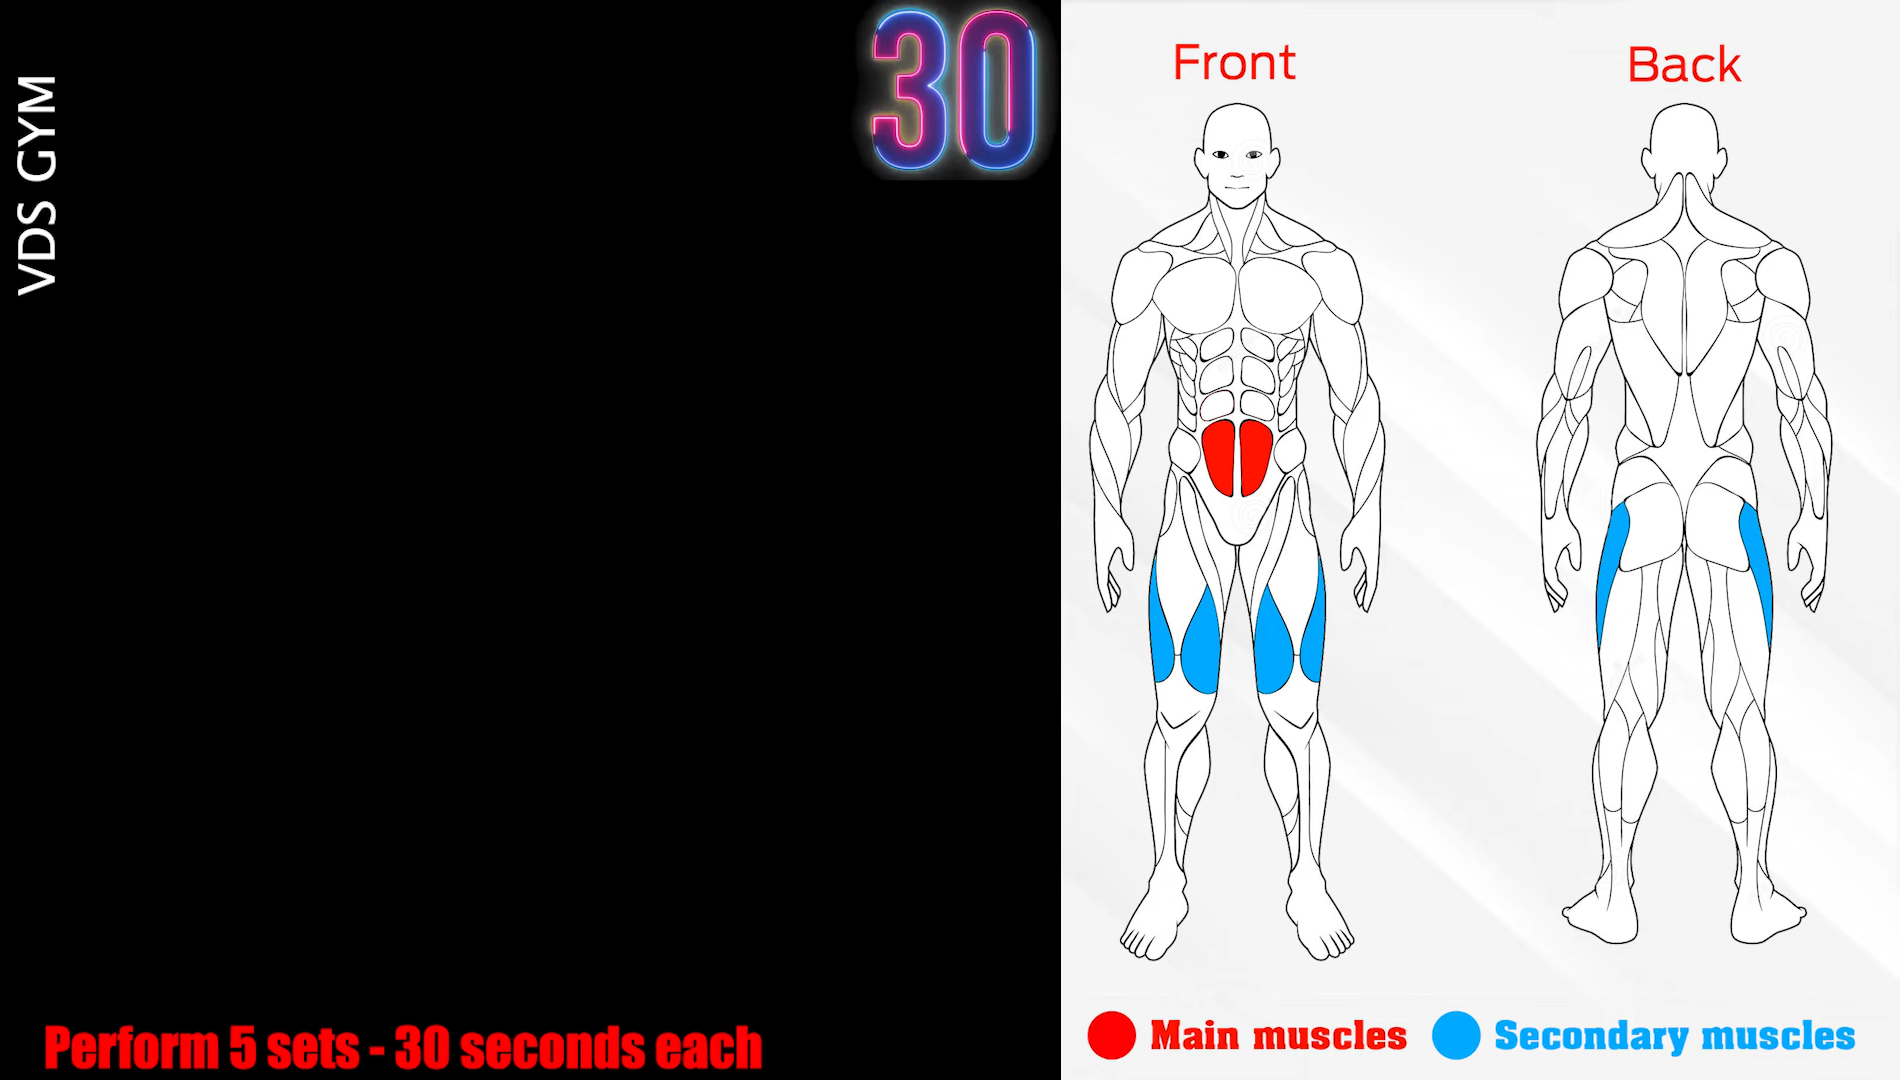 VDS GYM
30
Perform 5 sets - 30 seconds each
Front
Back
Main muscles
Secondary muscles